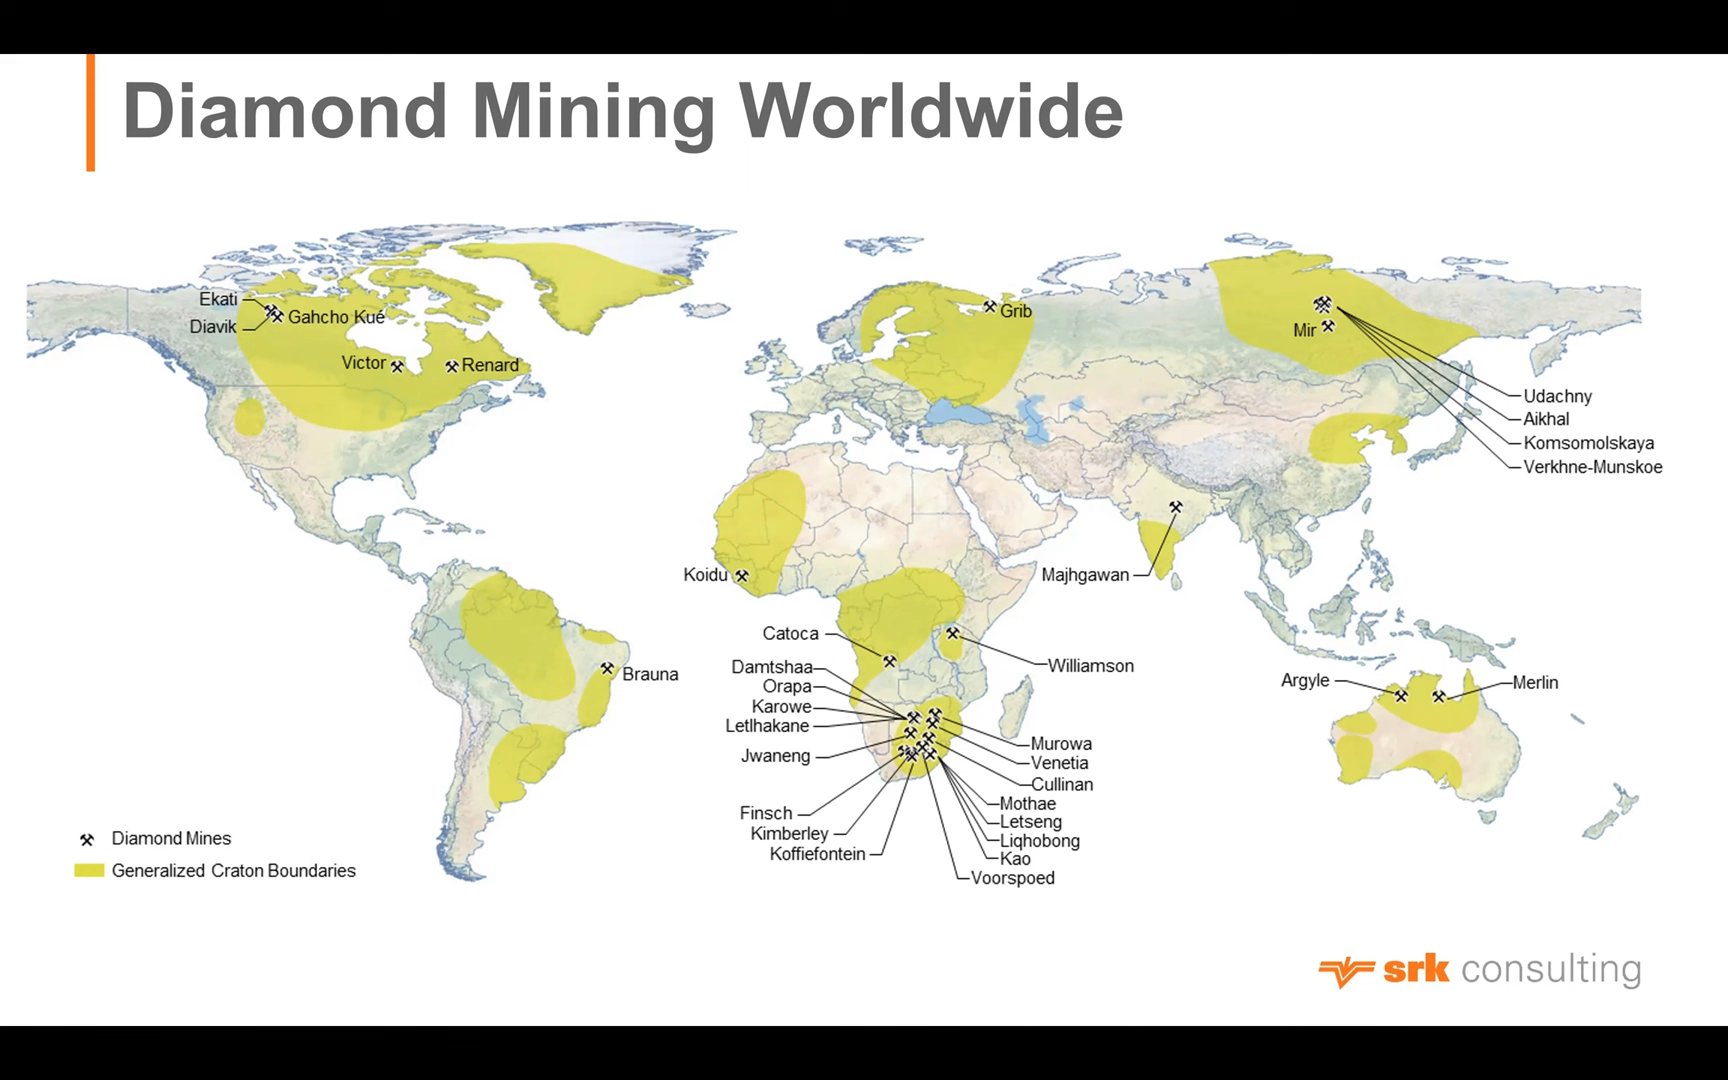 Diamond Mining Worldwide
Ekati
Diavik
Gahcho Kué
Victor
Renard
Grib
Mir
Udachny
Aikhal
Komsomolskaya
Verkhne-Munskoe
Koidu
Majhgawan
Catoca
Williamson
Damtshaa
Orapa
Karowe
Letlhakane
Jwaneng
Brauna
Argyle
Merlin
Murowa
Venetia
Cullinan
Mothae
Letseng
Liqhobong
Kao
Voorspoed
Finsch
Kimberley
Koffiefontein
Diamond Mines
Generalized Craton Boundaries
srk consulting